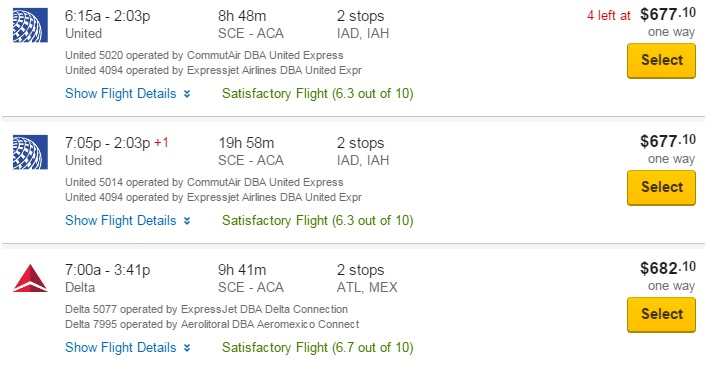 6:15a - 2:03p 8h 48m 2 stops 4 left at $677.10
United SCE - ACA IAD, IAH one way
United 5020 operated by CommutAir DBA United Express
United 4094 operated by Expressjet Airlines DBA United Expr
Select
Show Flight Details Satisfactory Flight (6.3 out of 10)
7:05p - 2:03p +1 19h 58m 2 stops $677.10
United SCE - ACA IAD, IAH one way
United 5014 operated by CommutAir DBA United Express
United 4094 operated by Expressjet Airlines DBA United Expr
Select
Show Flight Details Satisfactory Flight (6.3 out of 10)
7:00a - 3:41p 9h 41m 2 stops $682.10
Delta SCE - ACA ATL, MEX one way
Delta 5077 operated by ExpressJet DBA Delta Connection
Delta 7995 operated by Aerolitoral DBA Aeromexico Connect
Select
Show Flight Details Satisfactory Flight (6.7 out of 10)